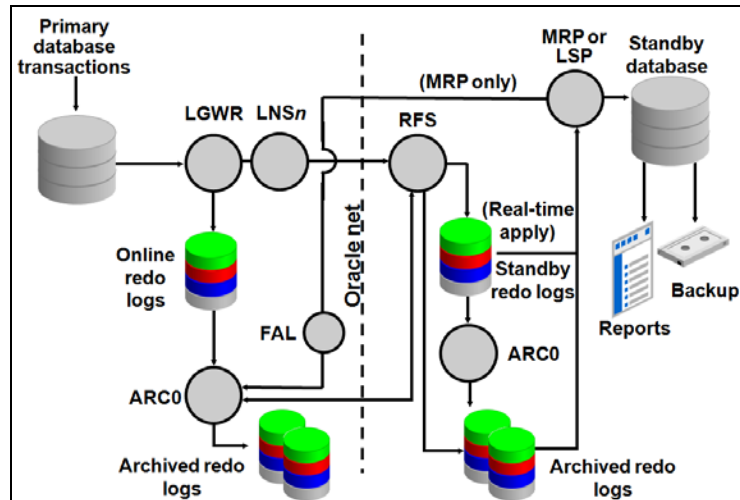 Primary
database
transactions
MRP or
LSP
Standby
database
(MRP only)
LGWR
LNSn
RFS
Oracle net
Online
redo
logs
(Real-time
apply)
Standby
redo logs
Reports
Backup
FAL
ARC0
ARC0
Archived redo
logs
Archived redo
logs